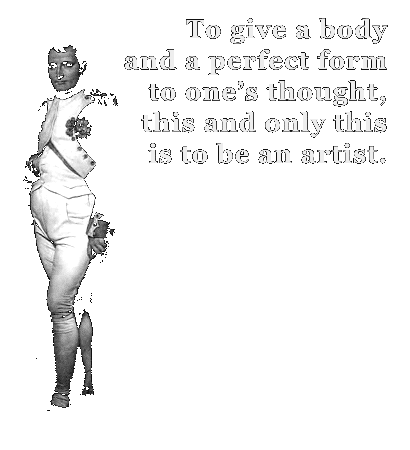 To give a body
and a perfect form
to one's thought,
this and only this
is to be an artist.